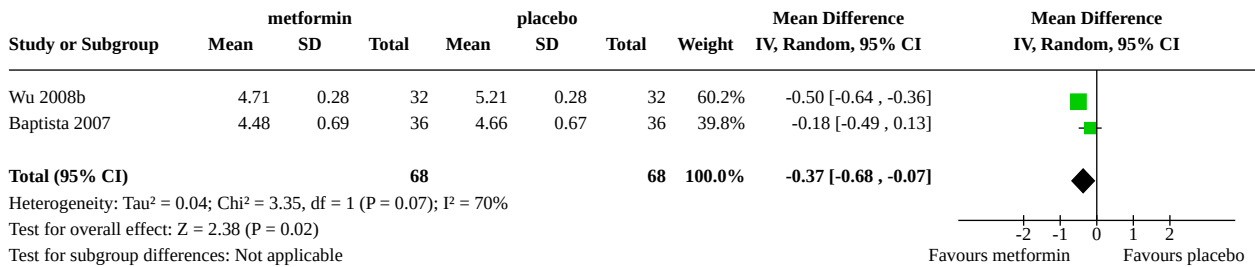 metformin placebo Mean Difference Mean Difference
Study or Subgroup Mean SD Total Mean SD Total Weight IV, Random, 95% CI IV, Random, 95% CI
Wu 2008b 4.71 0.28 32 5.21 0.28 32 60.2% -0.50 [-0.64 , -0.36]
Baptista 2007 4.48 0.69 36 4.66 0.67 36 39.8% -0.18 [-0.49 , 0.13]
Total (95% CI) 68 68 100.0% -0.37 [-0.68 , -0.07]
Heterogeneity: Tau² = 0.04; Chi² = 3.35, df = 1 (P = 0.07); I² = 70%
Test for overall effect: Z = 2.38 (P = 0.02)
-2 -1 0 1 2
Test for subgroup differences: Not applicable
Favours metformin Favours placebo